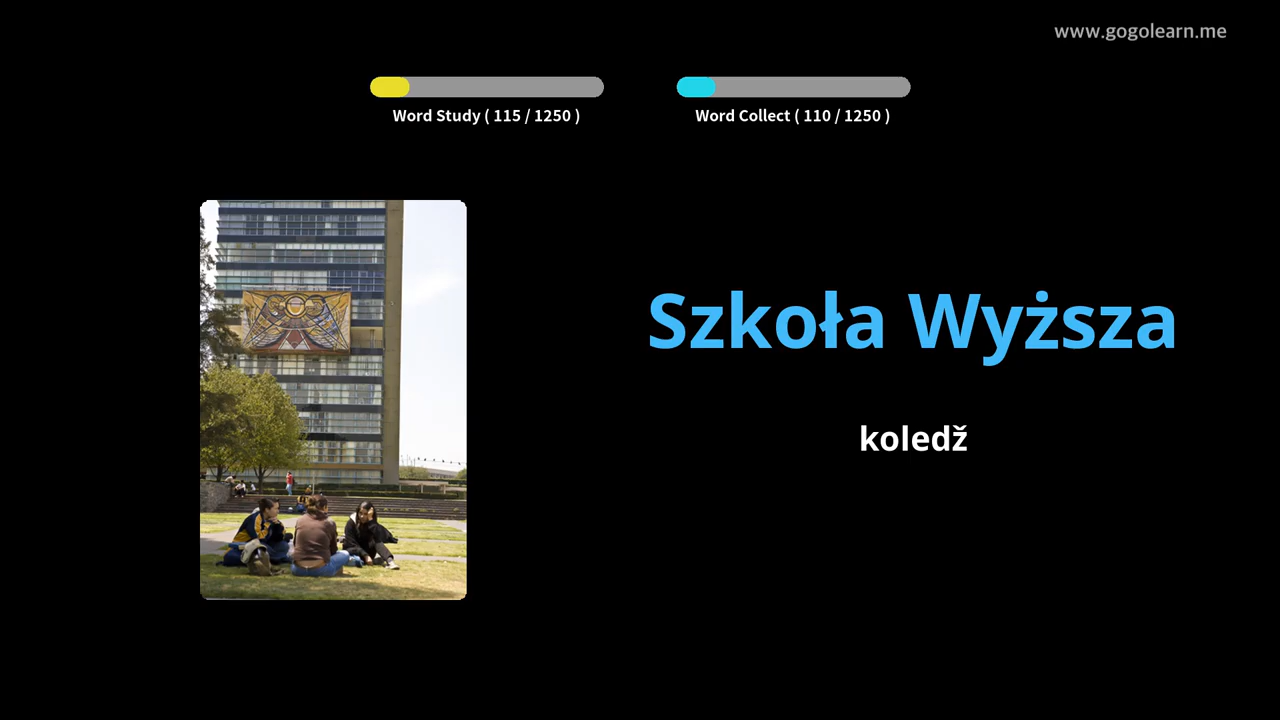 www.gogolearn.me
Word Study ( 115 / 1250 )
Word Collect ( 110 / 1250 )
Szkoła Wyższa
koledž